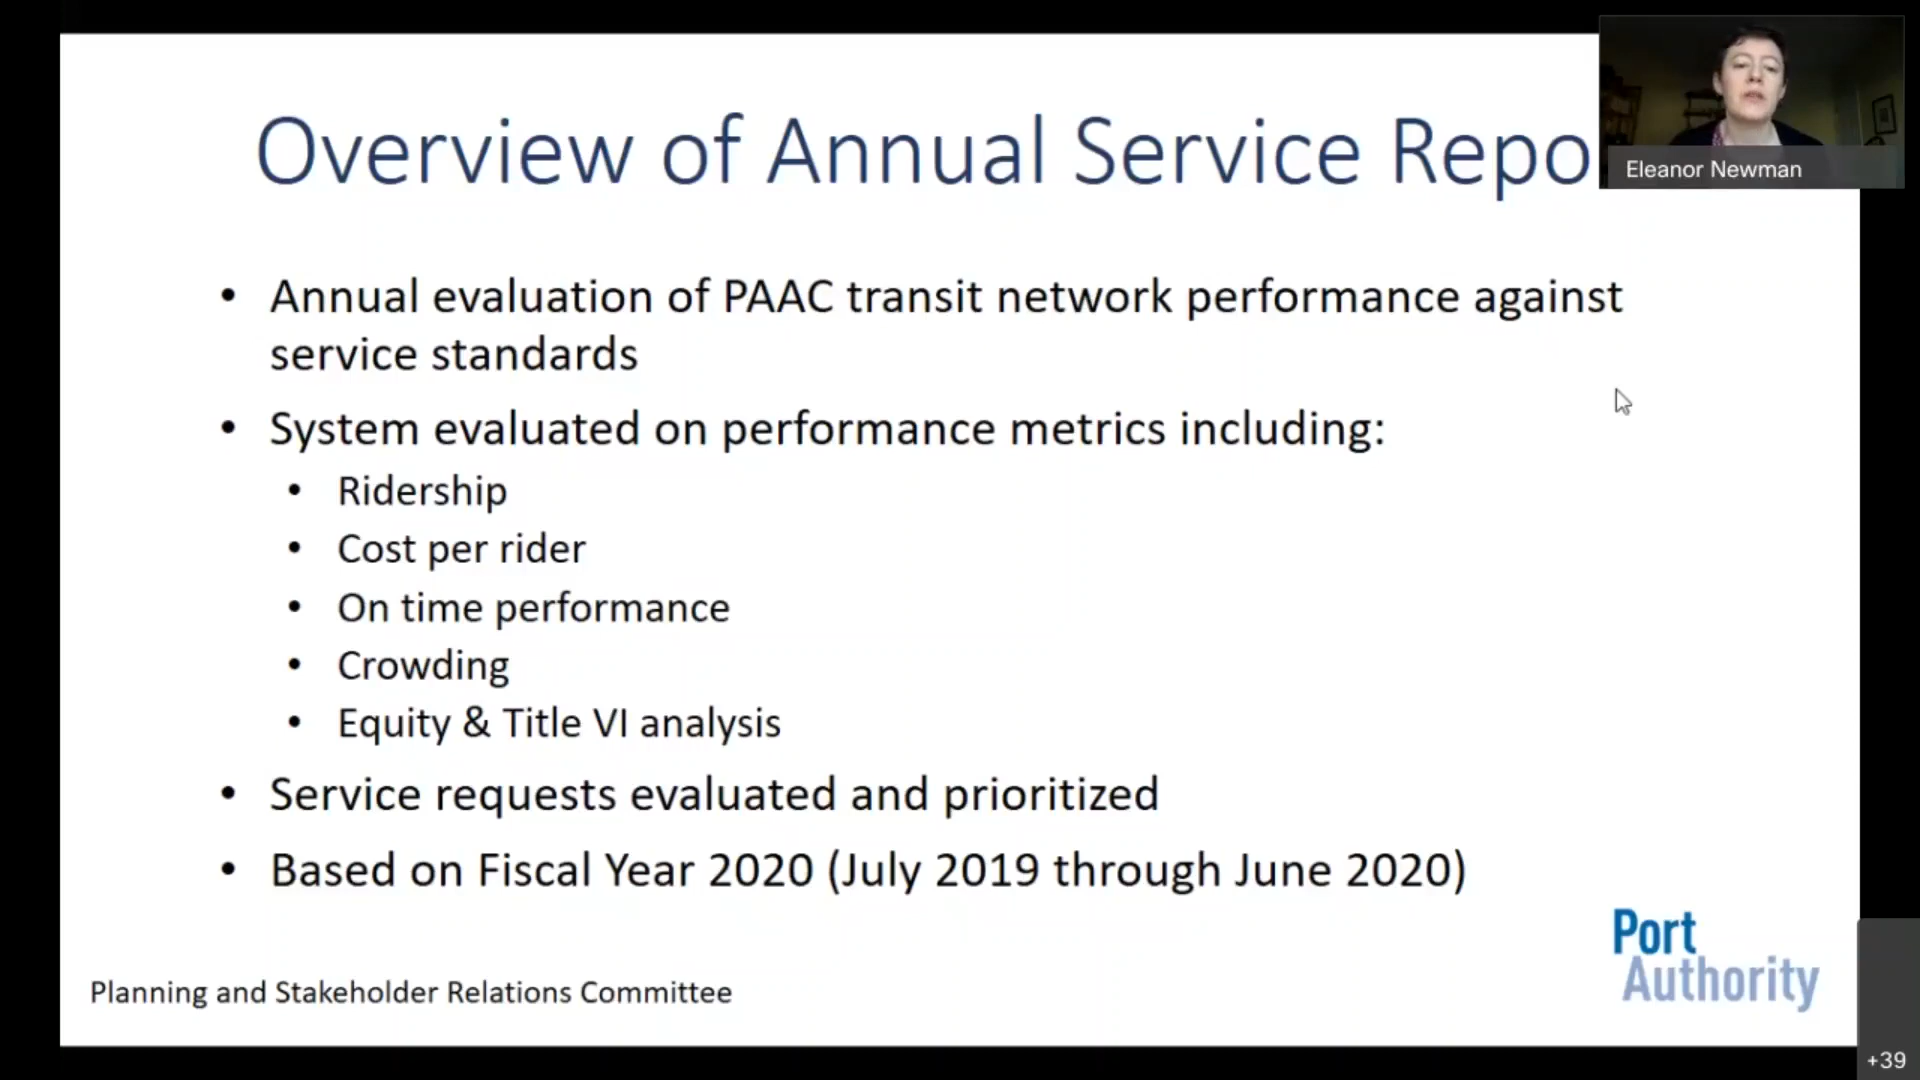 Overview of Annual Service Repo
Eleanor Newman
• Annual evaluation of PAAC transit network performance against
service standards
• System evaluated on performance metrics including:
• Ridership
• Cost per rider
• On time performance
• Crowding
• Equity & Title VI analysis
• Service requests evaluated and prioritized
• Based on Fiscal Year 2020 (July 2019 through June 2020)
Port
Authority
Planning and Stakeholder Relations Committee
+39